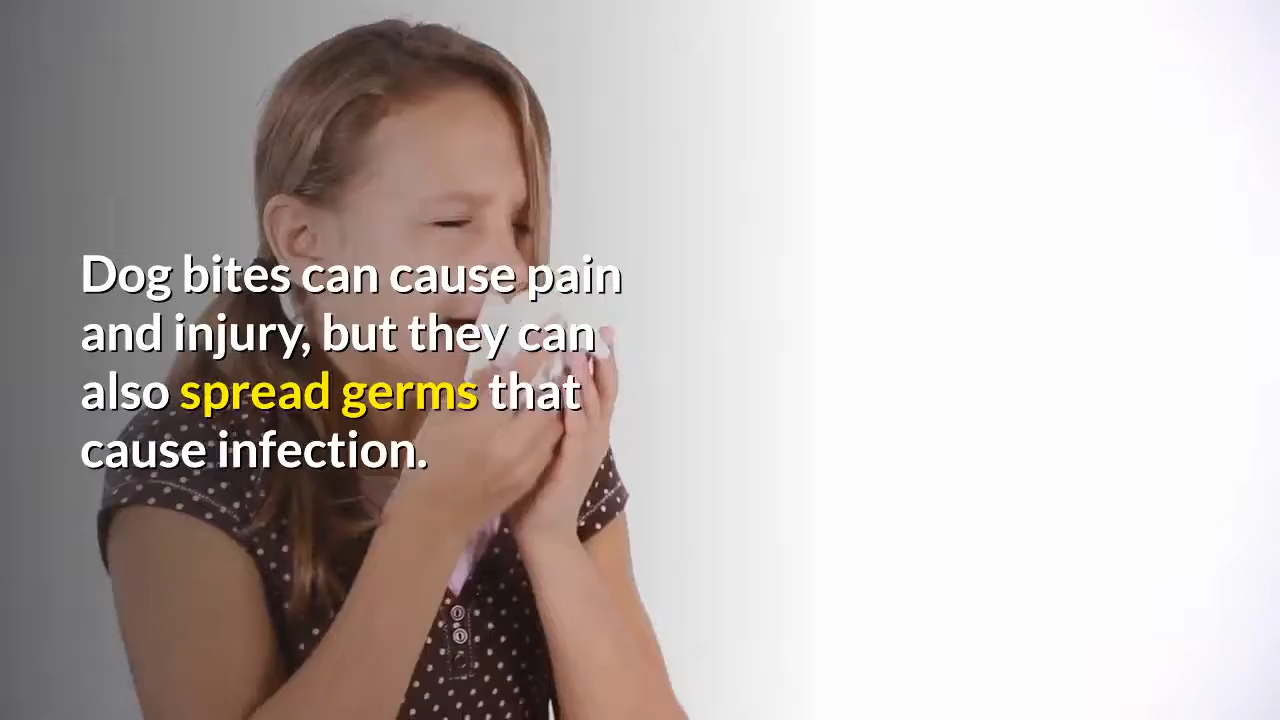 Dog bites can cause pain
and injury, but they can
also spread germs that
cause infection.